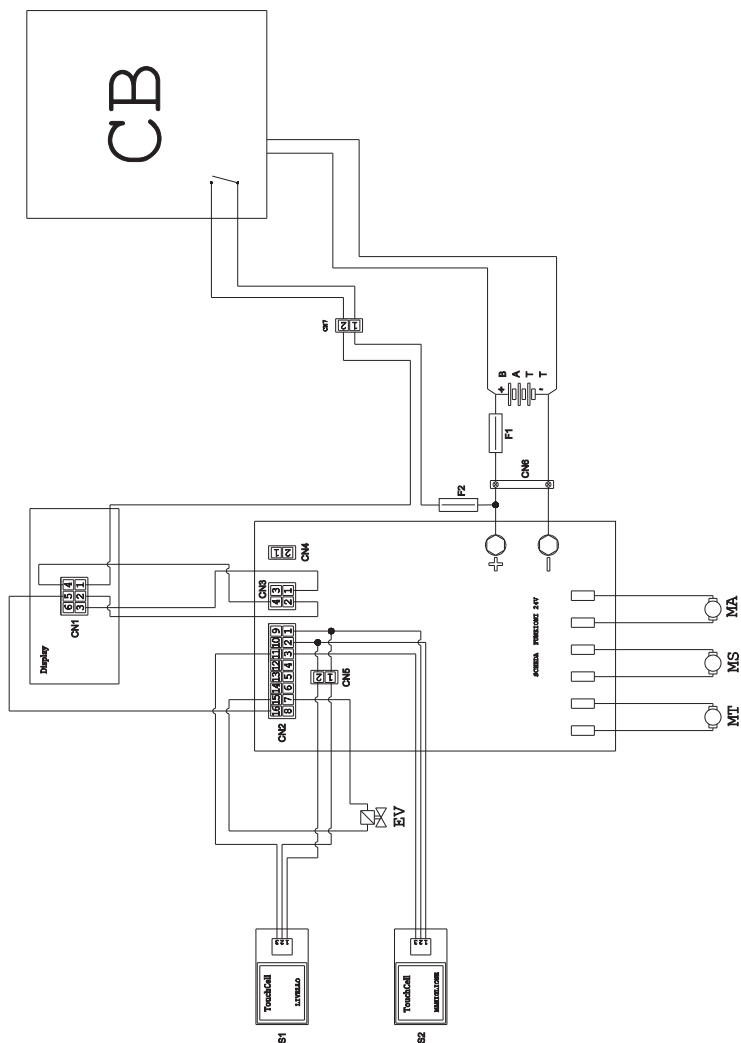 CB
CN7
2 1
+ B
A
T
- T
F1
CN6
F2
+
-
Display
CN1
6 5 4
3 2 1
CN3
4 3
2 1
CN4
2 1
CN2
16 15 14 13 12 11 10 9
8 7 6 5 4 3 2 1
CN5
2 1
SCHEDA FUNZIONI 24V
MA
MS
MT
EV
TouchCell
LIVELLO
3 2 1
S1
TouchCell
MANIGLIONE
3 2 1
S2